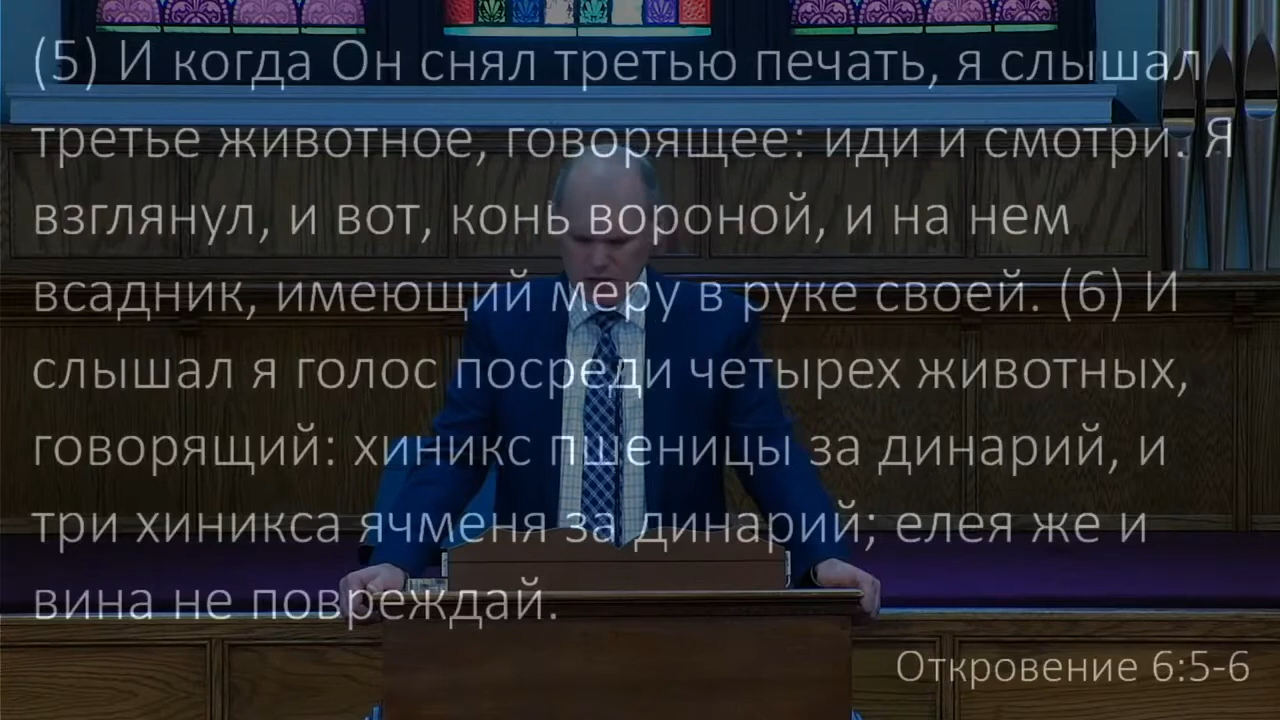 (5) И когда Он снял третью печать, я слышал
третье животное, говорящее: иди и смотри. Я
взглянул, и вот, конь вороной, и на нем
всадник, имеющий меру в руке своей. (6) И
слышал я голос посреди четырех животных,
говорящий: хиникс пшеницы за динарий, и
три хиникса ячменя за динарий; елея же и
вина не повреждай.
Откровение 6:5-6